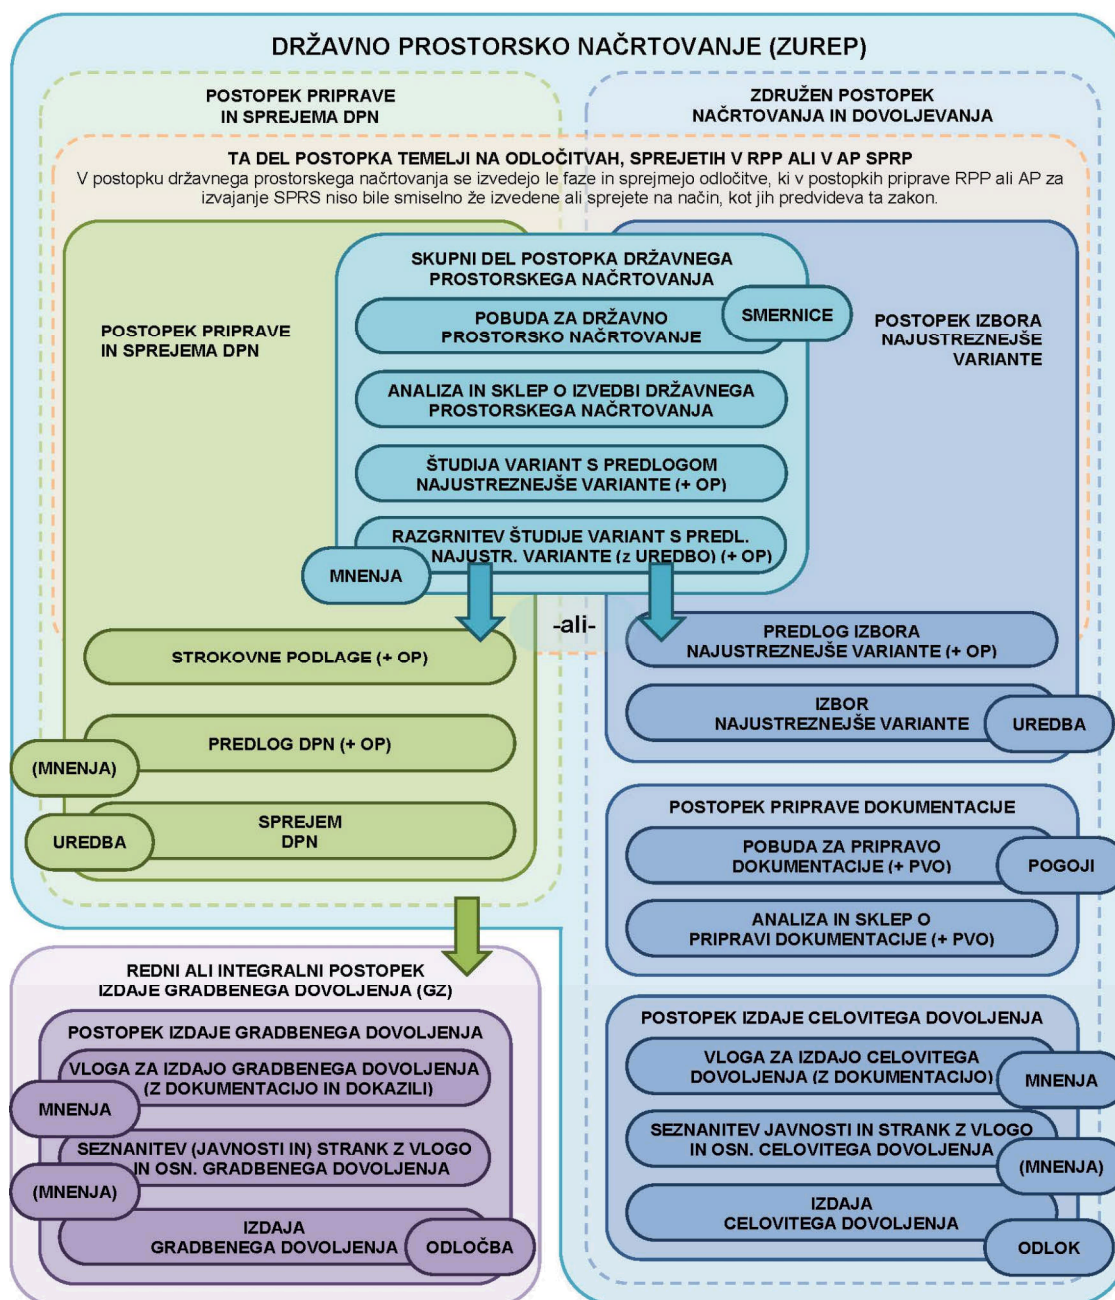 DRŽAVNO PROSTORSKO NAČRTOVANJE (ZUREP)
POSTOPEK PRIPRAVE
IN SPREJEMA DPN
ZDRUŽEN POSTOPEK
NAČRTOVANJA IN DOVOLJEVANJA
TA DEL POSTOPKA TEMELJI NA ODLOČITVAH, SPREJETIH V RPP ALI V AP SPRP
V postopku državnega prostorskega načrtovanja se izvedejo le faze in sprejmejo odločitve, ki v postopkih priprave RPP ali AP za
izvajanje SPRS niso bile smiselno že izvedene ali sprejete na način, kot jih predvideva ta zakon.
POSTOPEK PRIPRAVE
IN SPREJEMA DPN
SKUPNI DEL POSTOPKA DRŽAVNEGA
PROSTORSKEGA NAČRTOVANJA
POBUDA ZA DRŽAVNO
PROSTORSKO NAČRTOVANJE
SMERNICE
ANALIZA IN SKLEP O IZVEDBI DRŽAVNEGA
PROSTORSKEGA NAČRTOVANJA
ŠTUDIJA VARIANT S PREDLOGOM
NAJUSTREZNEJŠE VARIANTE (+ OP)
RAZGRNITEV ŠTUDIJE VARIANT S PREDL.
NAJUSTR. VARIANTE (z UREDBO) (+ OP)
MNENJA
POSTOPEK IZBORA
NAJUSTREZNEJŠE
VARIANTE
-ali-
STROKOVNE PODLAGE (+ OP)
PREDLOG DPN (+ OP)
(MNENJA)
SPREJEM
DPN
UREDBA
PREDLOG IZBORA
NAJUSTREZNEJŠE VARIANTE (+ OP)
IZBOR
NAJUSTREZNEJŠE VARIANTE
UREDBA
POSTOPEK PRIPRAVE DOKUMENTACIJE
POBUDA ZA PRIPRAVO
DOKUMENTACIJE (+ PVO)
POGOJI
ANALIZA IN SKLEP O
PRIPRAVI DOKUMENTACIJE (+ PVO)
REDNI ALI INTEGRALNI POSTOPEK
IZDAJE GRADBENEGA DOVOLJENJA (GZ)
POSTOPEK IZDAJE GRADBENEGA DOVOLJENJA
VLOGA ZA IZDAJO GRADBENEGA DOVOLJENJA
(Z DOKUMENTACIJO IN DOKAZILI)
MNENJA
SEZNANITEV (JAVNOSTI IN) STRANK Z VLOGO
IN OSN. GRADBENEGA DOVOLJENJA
(MNENJA)
IZDAJA
GRADBENEGA DOVOLJENJA
ODLOČBA
POSTOPEK IZDAJE CELOVITEGA DOVOLJENJA
VLOGA ZA IZDAJO CELOVITEGA
DOVOLJENJA (Z DOKUMENTACIJO)
MNENJA
SEZNANITEV JAVNOSTI IN STRANK Z VLOGO
IN OSN. CELOVITEGA DOVOLJENJA
(MNENJA)
IZDAJA
CELOVITEGA DOVOLJENJA
ODLOK